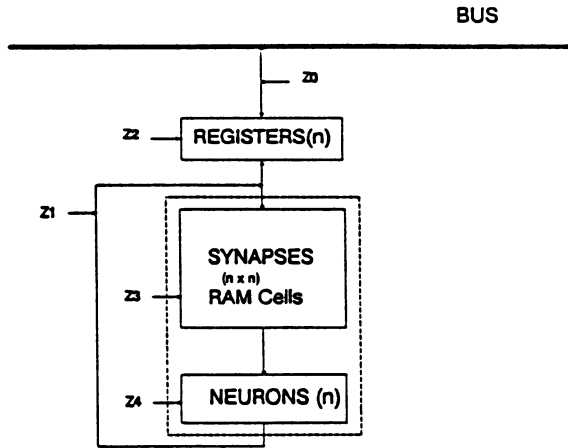 BUS
Z0
Z2
REGISTERS(n)
Z1
SYNAPSES
(n x n)
Z3
RAM Cells
Z4
NEURONS (n)